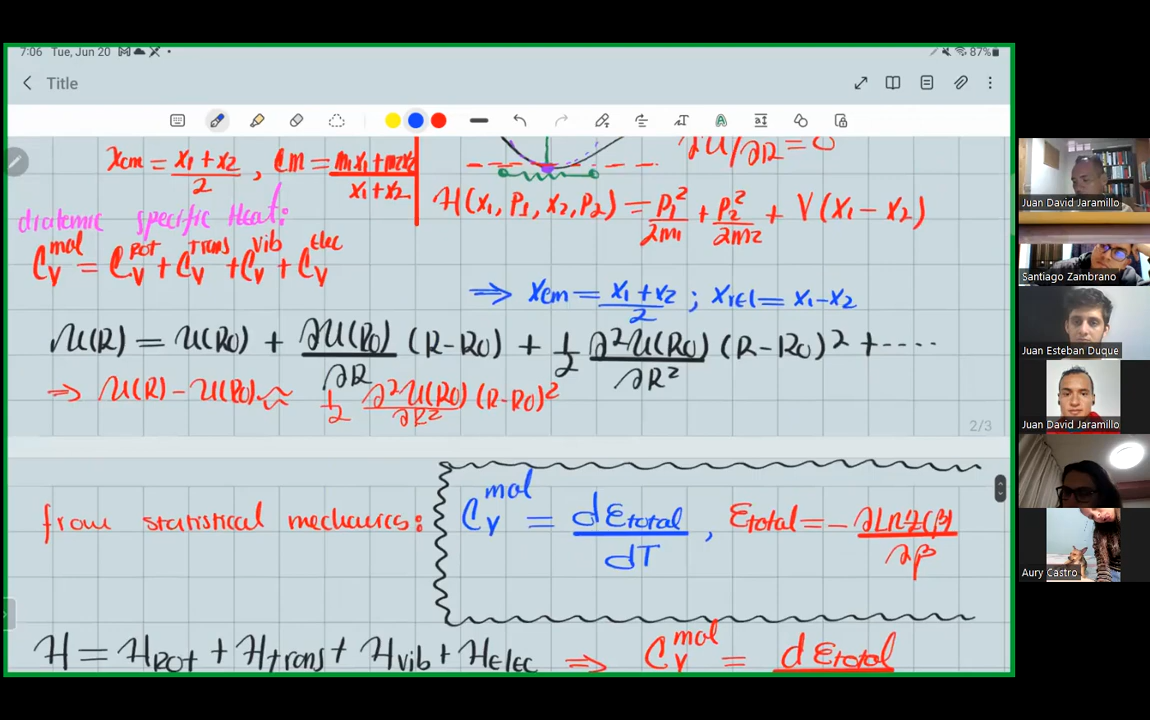 7:06 Tue, Jun 20
87%
Title
∂U/∂R = 0
xcm = x1 + x2 / 2 , cm = m1x1 + m2x2 / x1 + x2
H(x1, P1, x2, P2) = P1² / 2m1 + P2² / 2m2 + V(x1 − x2)
diatomic specific Heat:
Cv^mol = Cv^Rot + Cv^trans + Cv^vib + Cv^Elec
⇒ xcm = x1 + x2 / 2 ; xrel = x1 − x2
U(R) = U(R0) + ∂U(R0) / ∂R (R − R0) + 1/2 ∂²U(R0) / ∂R² (R − R0)² + ....
⇒ U(R) − U(R0) ≈ 1/2 ∂²U(R0) / ∂R² (R − R0)²
2/3
from statistical mechanics: Cv^mol = dEtotal / dT , Etotal = − ∂Ln Z(β) / ∂β
H = HRot + Htrans + Hvib + HElec ⇒ Cv^mol = dEtotal
Juan David Jaramillo
Santiago Zambrano
Juan Esteban Duque
Juan David Jaramillo
Aury Castro